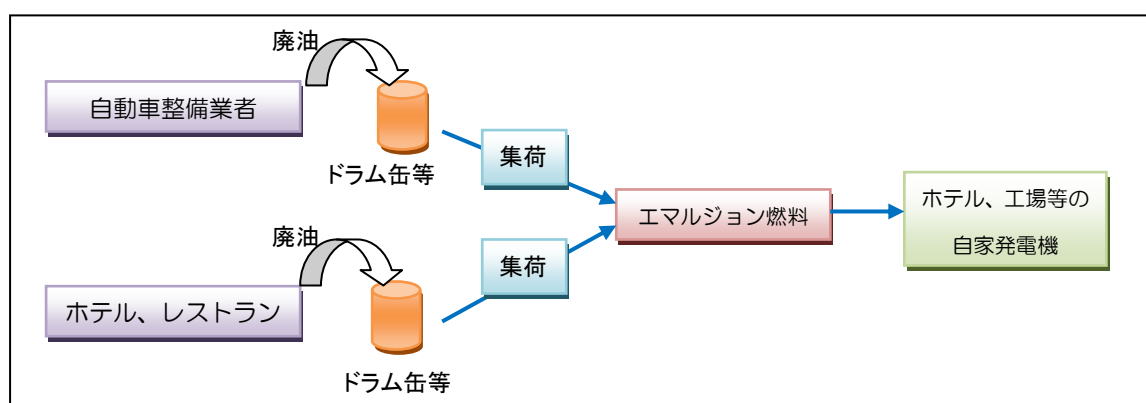 廃油
自動車整備業者
ドラム缶等
集荷
エマルジョン燃料
ホテル、工場等の
自家発電機
廃油
集荷
ホテル、レストラン
ドラム缶等